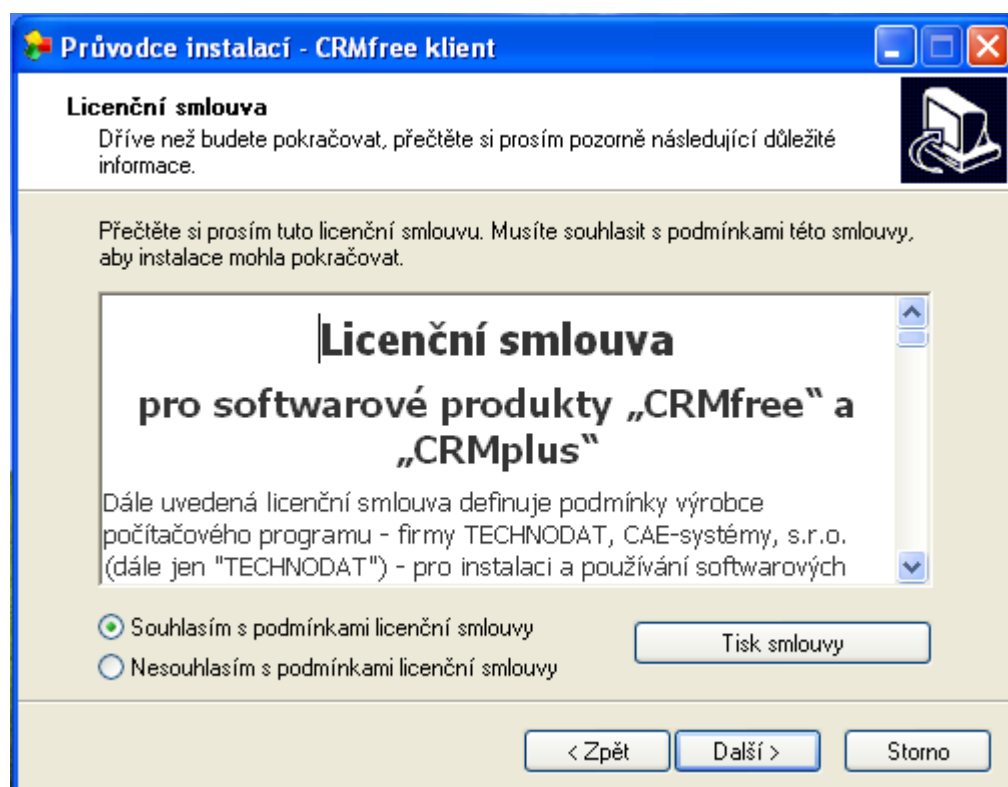 Průvodce instalací - CRMfree klient
Licenční smlouva
Dříve než budete pokračovat, přečtěte si prosím pozorně následující důležité
informace.
Přečtěte si prosím tuto licenční smlouvu. Musíte souhlasit s podmínkami této smlouvy,
aby instalace mohla pokračovat.
Licenční smlouva
pro softwarové produkty „CRMfree“ a
„CRMplus“
Dále uvedená licenční smlouva definuje podmínky výrobce
počítačového programu - firmy TECHNODAT, CAE-systémy, s.r.o.
(dále jen "TECHNODAT") - pro instalaci a používání softwarových
Souhlasím s podmínkami licenční smlouvy
Tisk smlouvy
Nesouhlasím s podmínkami licenční smlouvy
< Zpět
Další >
Storno